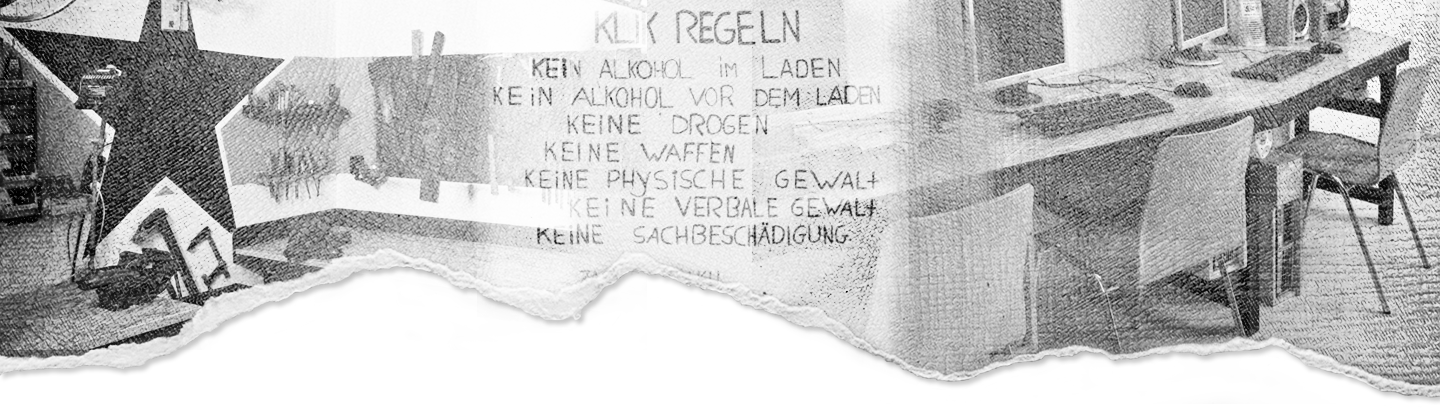 KLIK REGELN
KEIN ALKOHOL iM LADEN
KEiN ALKOHOL VOR DEM LADEN
KEINE DROGEN
KEINE WAFFEN
KEiNE PHYSISCHE GEWALt
KEiNE VERBALE GEWALt
KEINE SACHBESCHÄDIGUNG